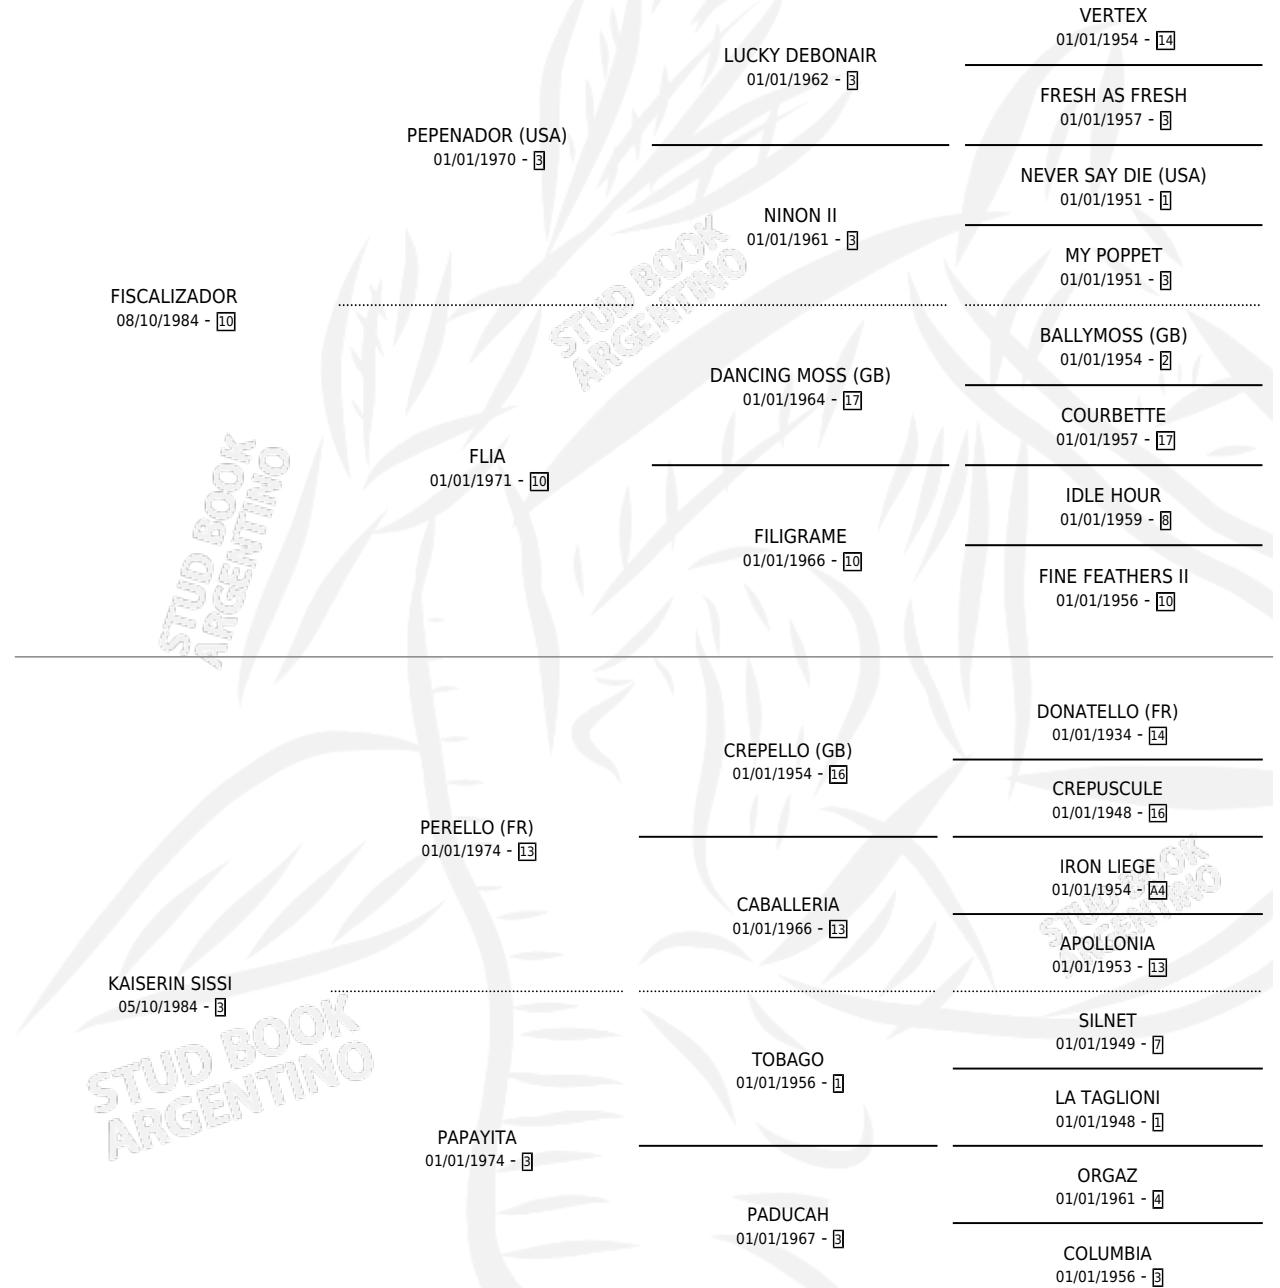 VERTEX
01/01/1954 - 14
LUCKY DEBONAIR
01/01/1962 - 3
FRESH AS FRESH
01/01/1957 - 3
PEPENADOR (USA)
01/01/1970 - 3
NEVER SAY DIE (USA)
01/01/1951 - 1
NINON II
01/01/1961 - 3
MY POPPET
01/01/1951 - 3
FISCALIZADOR
08/10/1984 - 10
BALLYMOSS (GB)
01/01/1954 - 2
DANCING MOSS (GB)
01/01/1964 - 17
COURBETTE
01/01/1957 - 17
FLIA
01/01/1971 - 10
IDLE HOUR
01/01/1959 - 8
FILIGRAME
01/01/1966 - 10
FINE FEATHERS II
01/01/1956 - 10
DONATELLO (FR)
01/01/1934 - 14
CREPELLO (GB)
01/01/1954 - 16
CREPUSCULE
01/01/1948 - 16
PERELLO (FR)
01/01/1974 - 13
IRON LIEGE
01/01/1954 - A4
CABALLERIA
01/01/1966 - 13
APOLLONIA
01/01/1953 - 13
KAISERIN SISSI
05/10/1984 - 3
SILNET
01/01/1949 - 7
TOBAGO
01/01/1956 - 1
LA TAGLIONI
01/01/1948 - 1
PAPAYITA
01/01/1974 - 3
ORGAZ
01/01/1961 - 4
PADUCAH
01/01/1967 - 3
COLUMBIA
01/01/1956 - 3
STUD BOOK
ARGENTINO
STUD BOOK
ARGENTINO
STUD BOOK
ARGENTINO
STUD BOOK
ARGENTINO